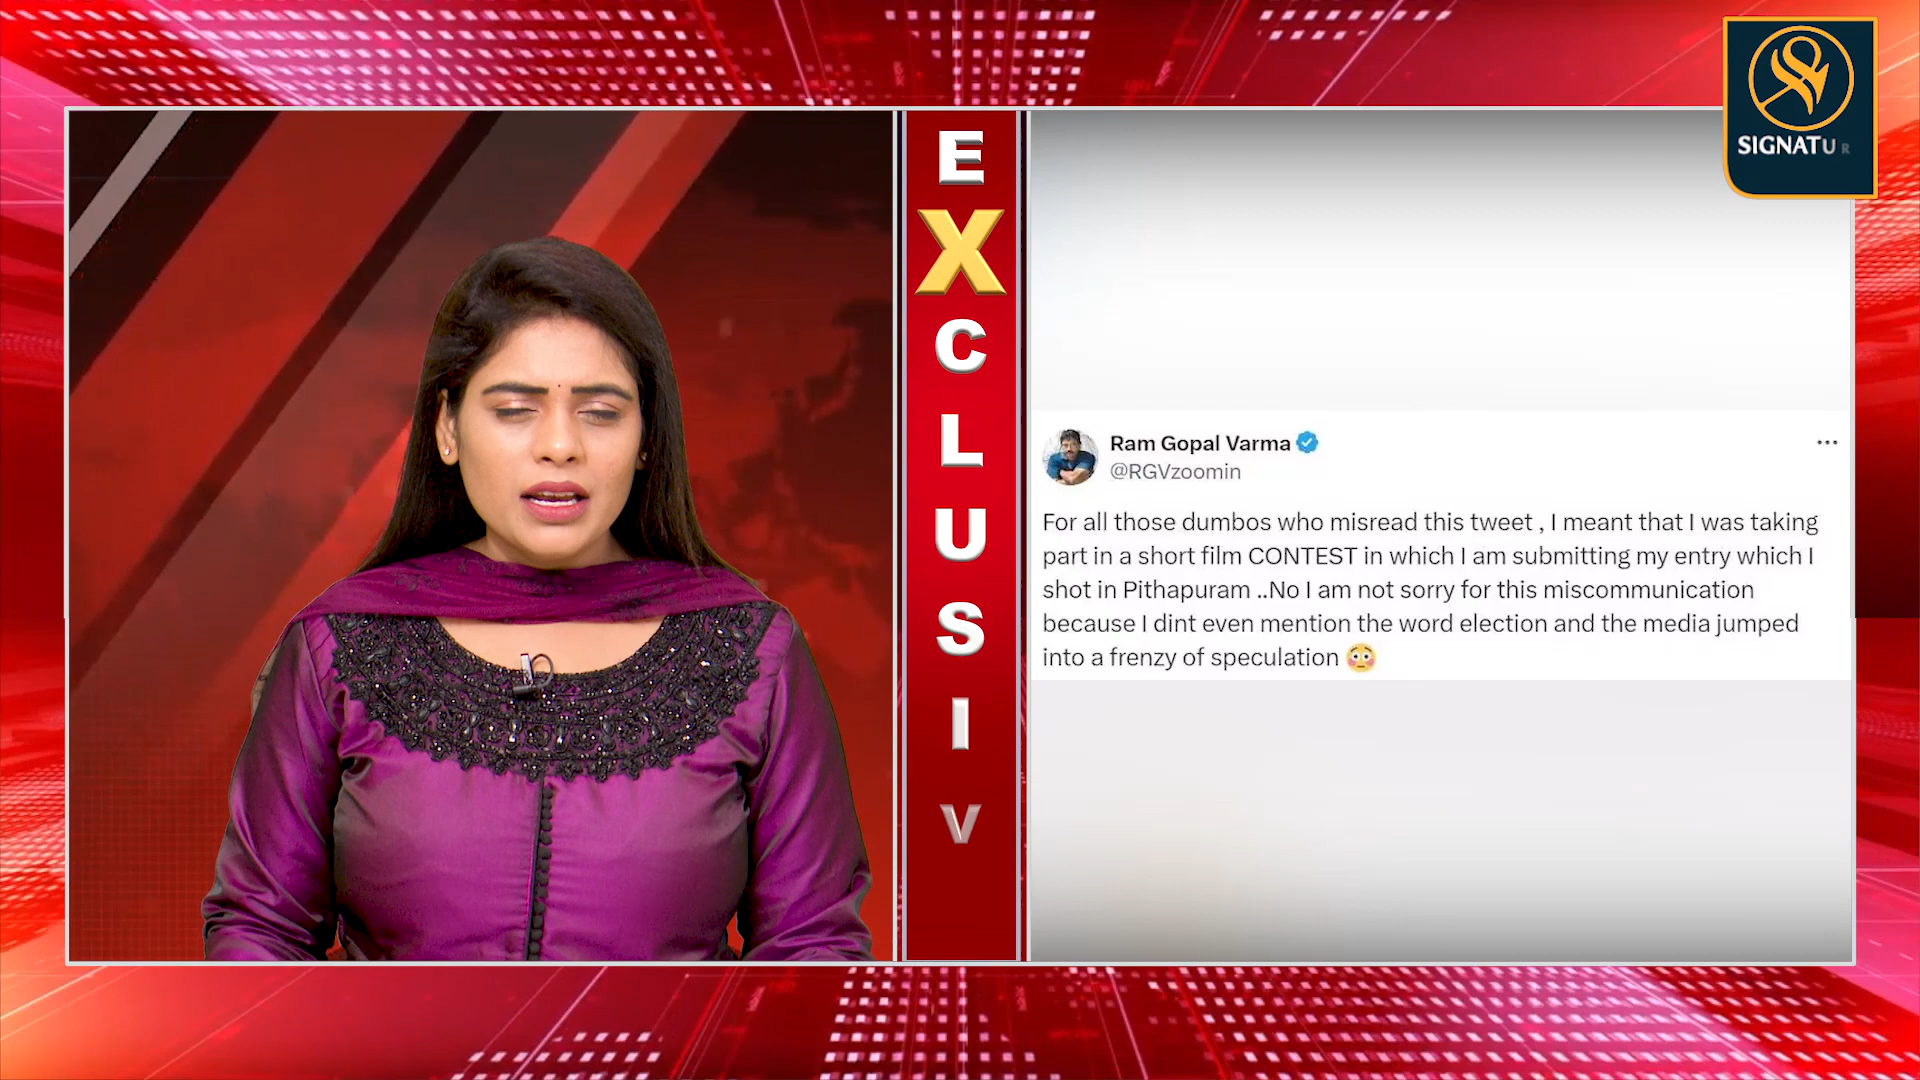 SIGNATUR
EXCLUSIV
Ram Gopal Varma
@RGVzoomin
For all those dumbos who misread this tweet , I meant that I was taking
part in a short film CONTEST in which I am submitting my entry which I
shot in Pithapuram ..No I am not sorry for this miscommunication
because I dint even mention the word election and the media jumped
into a frenzy of speculation 😳